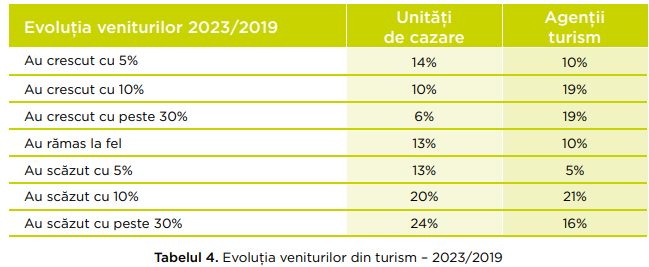 Evoluția veniturilor 2023/2019 Unități de cazare Agenții turism
Au crescut cu 5% 14% 10%
Au crescut cu 10% 10% 19%
Au crescut cu peste 30% 6% 19%
Au rămas la fel 13% 10%
Au scăzut cu 5% 13% 5%
Au scăzut cu 10% 20% 21%
Au scăzut cu peste 30% 24% 16%
Tabelul 4. Evoluția veniturilor din turism – 2023/2019